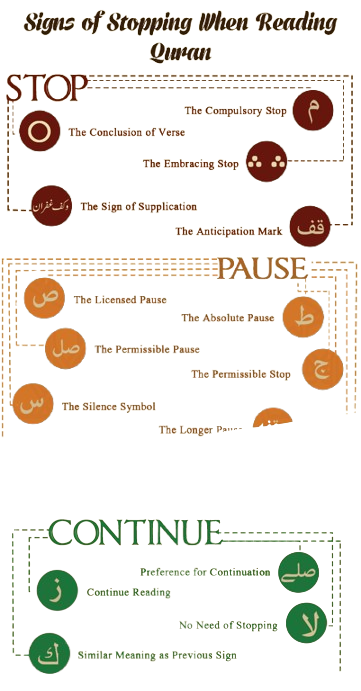 Signs of Stopping When Reading
Quran
STOP
م
The Compulsory Stop
The Conclusion of Verse
The Embracing Stop
وقف غفران
The Sign of Supplication
قف
The Anticipation Mark
PAUSE
ص
The Licensed Pause
ط
The Absolute Pause
صل
The Permissible Pause
ج
The Permissible Stop
س
The Silence Symbol
The Longer
CONTINUE
صلے
Preference for Continuation
ز
Continue Reading
لا
No Need of Stopping
ك
Similar Meaning as Previous Sign